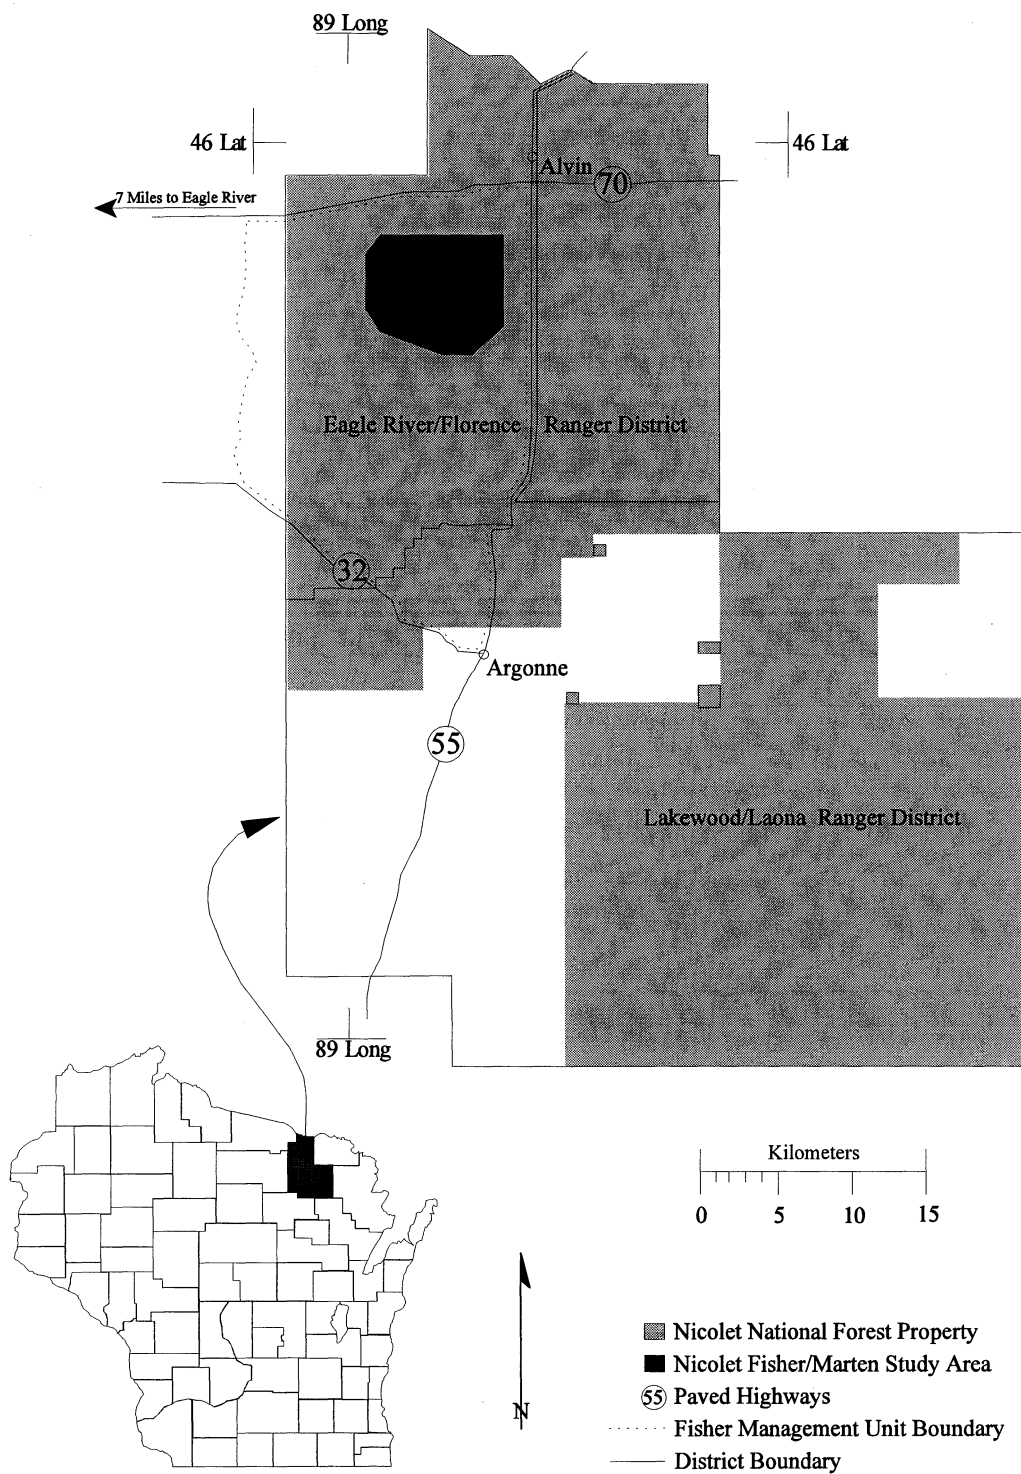 89 Long
46 Lat
46 Lat
Alvin
70
7 Miles to Eagle River
Eagle River/Florence Ranger District
32
Argonne
55
Lakewood/Laona Ranger District
89 Long
Kilometers
0 5 10 15
N
Nicolet National Forest Property
Nicolet Fisher/Marten Study Area
55 Paved Highways
Fisher Management Unit Boundary
District Boundary